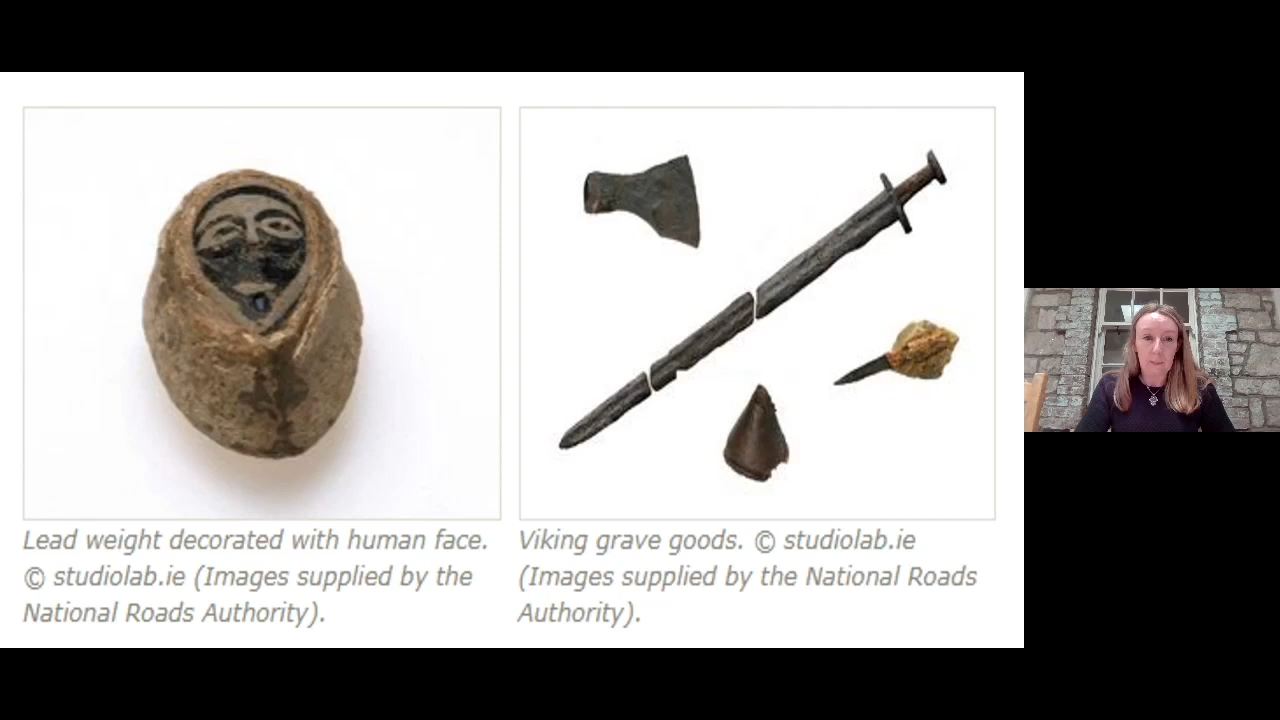 Lead weight decorated with human face.
© studiolab.ie (Images supplied by the
National Roads Authority).
Viking grave goods. © studiolab.ie
(Images supplied by the National Roads
Authority).